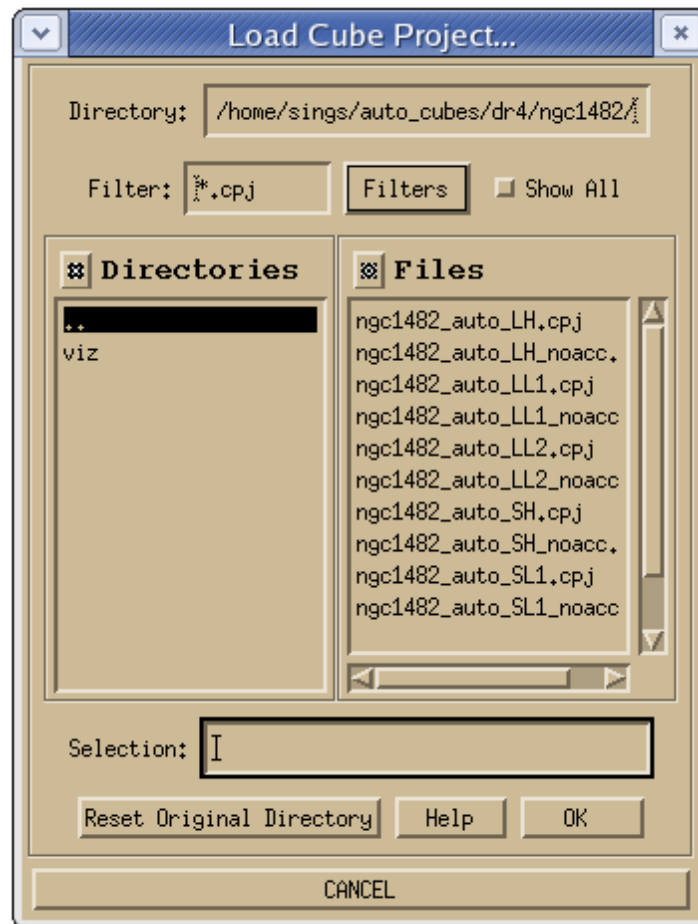 Load Cube Project...
Directory: /home/sings/auto_cubes/dr4/ngc1482/
Filter: *.cpj Filters Show All
Directories
..
viz
Files
ngc1482_auto_LH.cpj
ngc1482_auto_LH_noacc.
ngc1482_auto_LL1.cpj
ngc1482_auto_LL1_noacc
ngc1482_auto_LL2.cpj
ngc1482_auto_LL2_noacc
ngc1482_auto_SH.cpj
ngc1482_auto_SH_noacc.
ngc1482_auto_SL1.cpj
ngc1482_auto_SL1_noacc
Selection:
Reset Original Directory Help OK
CANCEL